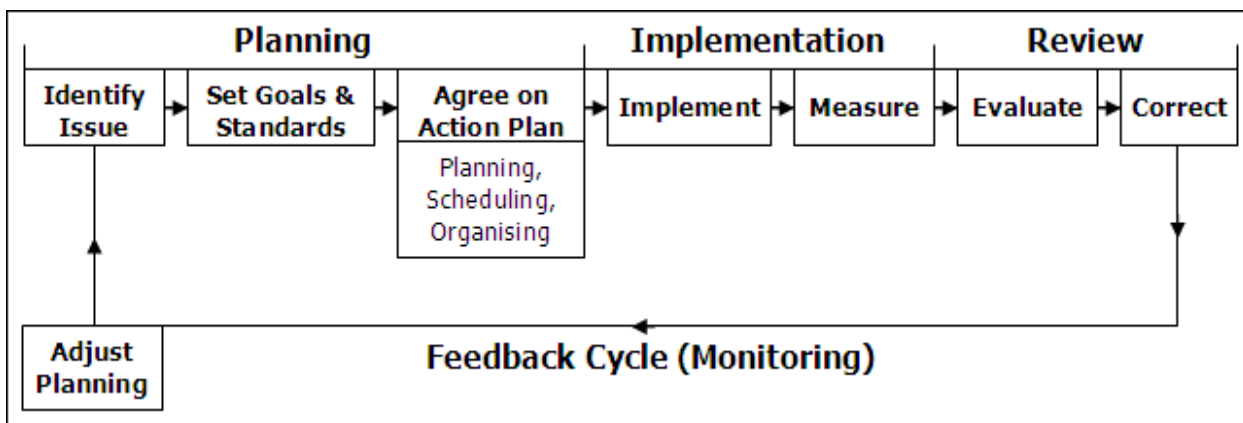 Planning
Implementation
Review
Identify
Issue
Set Goals &
Standards
Agree on
Action Plan
Planning,
Scheduling,
Organising
Implement
Measure
Evaluate
Correct
Adjust
Planning
Feedback Cycle (Monitoring)